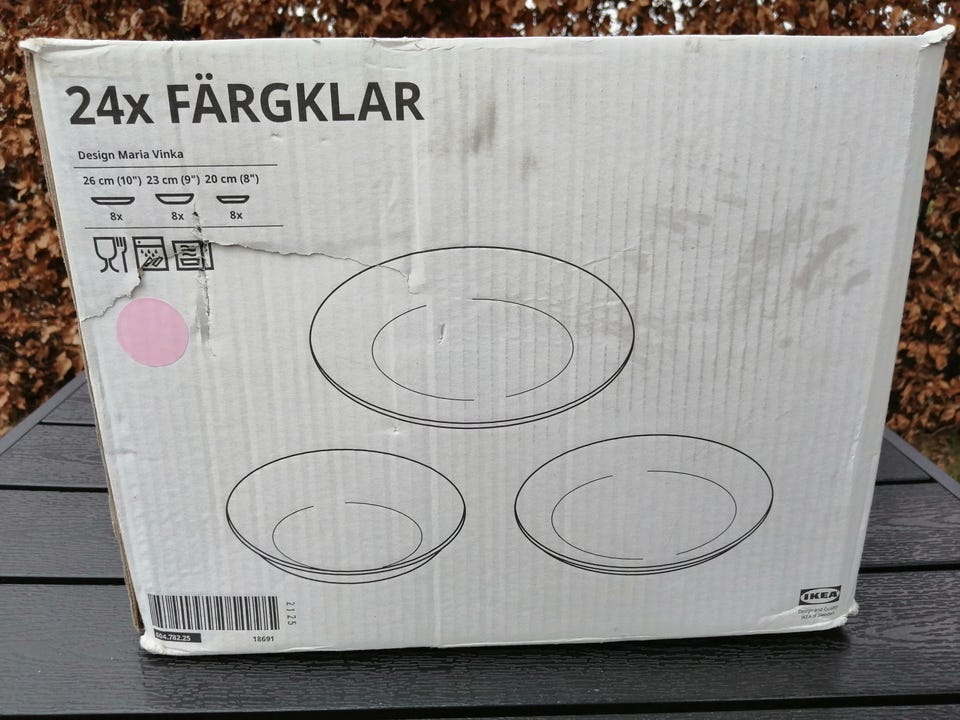 24x FÄRGKLAR
Design Maria Vinka
26 cm (10") 23 cm (9") 20 cm (8")
8x 8x 8x
2125
604.782.25 18691
IKEA
Design and Quality
IKEA of Sweden